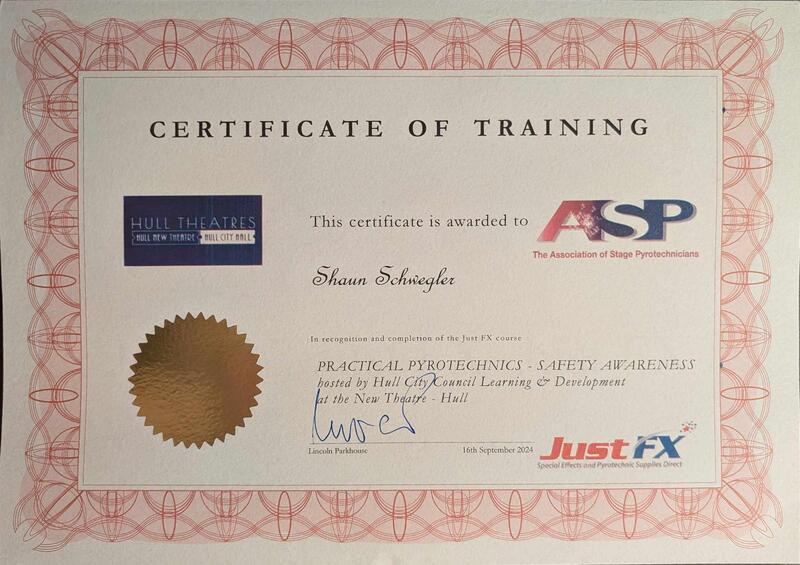 CERTIFICATE OF TRAINING
HULL THEATRES
HULL NEW THEATRE HULL CITY HALL
This certificate is awarded to
ASP
The Association of Stage Pyrotechnicians
Shaun Schwegler
In recognition and completion of the Just FX course
PRACTICAL PYROTECHNICS - SAFETY AWARENESS
hosted by Hull City Council Learning & Development
at the New Theatre - Hull
Lincoln Parkhouse
16th September 2024
Just FX
Special Effects and Pyrotechnic Supplies Direct